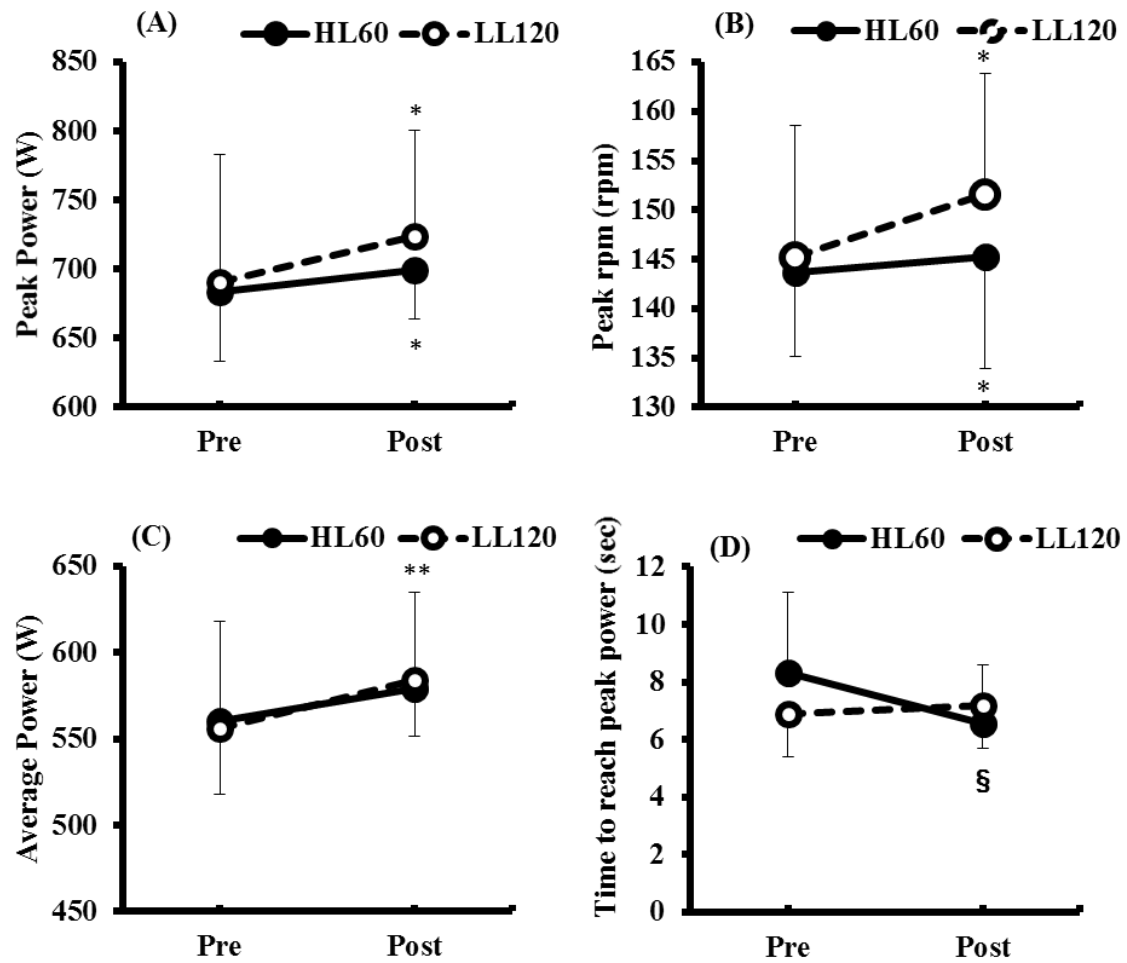 (A)
HL60 LL120
Peak Power (W)
850
800
750
700
650
600
*
*
Pre Post
(B)
HL60 LL120
Peak rpm (rpm)
165
160
155
150
145
140
135
130
*
*
Pre Post
(C)
HL60 LL120
Average Power (W)
650
600
550
500
450
**
Pre Post
(D)
HL60 LL120
Time to reach peak power (sec)
12
10
8
6
4
2
0
§
Pre Post